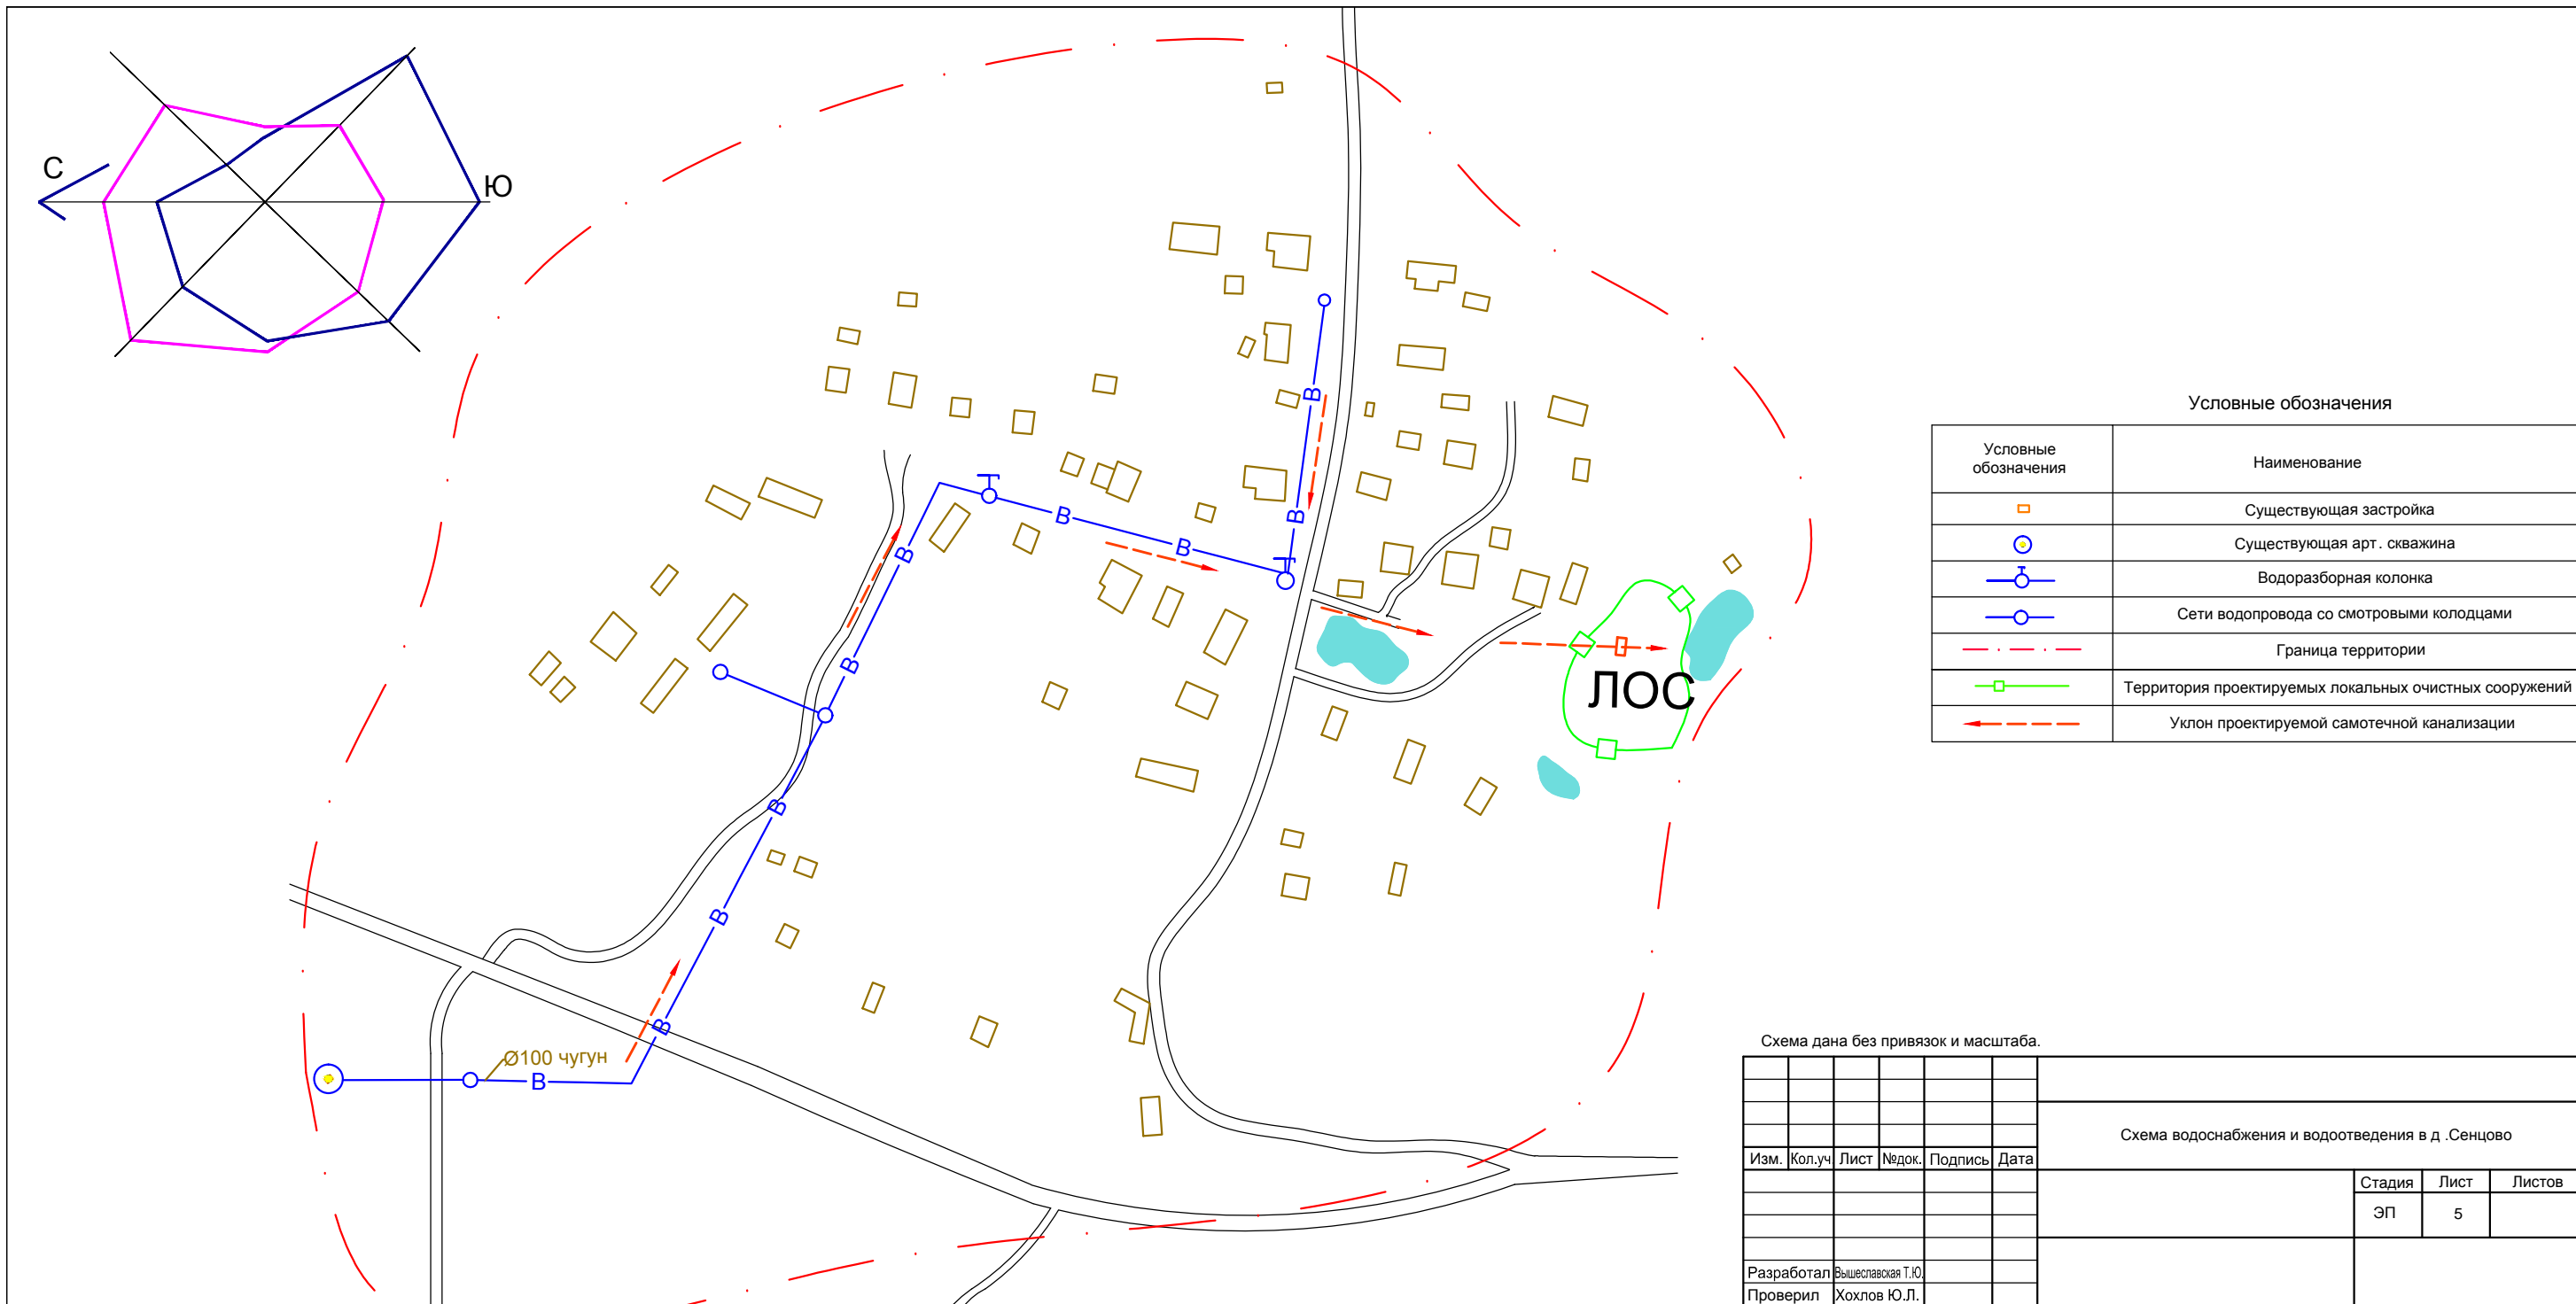 С
Ю
В
В
В
В
В
В
В
В
В
В
Ø100 чугун
ЛОС
Условные обозначения
Условные
обозначения
Наименование
Существующая застройка
Существующая арт. скважина
Водоразборная колонка
Сети водопровода со смотровыми колодцами
Граница территории
Территория проектируемых локальных очистных сооружений
Уклон проектируемой самотечной канализации
Схема дана без привязок и масштаба.
Схема водоснабжения и водоотведения в д .Сенцово
Изм. Кол.уч Лист №док. Подпись Дата
Стадия Лист Листов
ЭП 5
Разработал Вышеславская Т.Ю.
Проверил Хохлов Ю.Л.